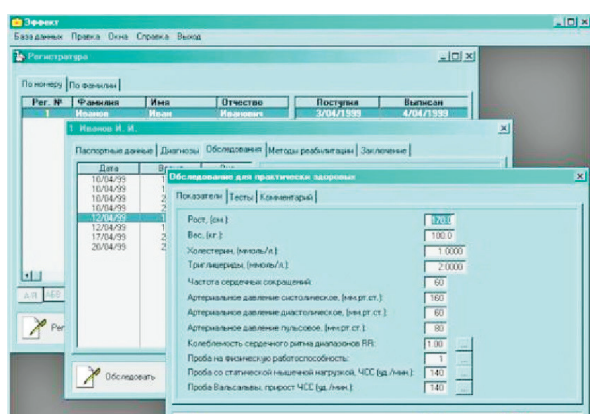 Эффект
База данных Правка Окна Справка Выход
Регистратура
По номеру По фамилии
Рег. № Фамилия Имя Отчество Поступил Выписан
1 Иванов Иван Иванович 3/04/1999 4/04/1999
1 Иванов И. И.
Паспортные данные Диагнозы Обследования Методы реабилитации Заключение
Дата Время
10/04/99
10/04/99
10/04/99
10/04/99
12/04/99
12/04/99
17/04/99
20/04/99
Обследовать
Обследование для практически здоровых
Показатели Тесты Комментарий
Рост, (см.):
Вес, (кг.): 100.0
Холестерин, (ммоль/л.): 1.0000
Триглицериды, (ммоль/л.): 2.0000
Частота сердечных сокращений: 60
Артериальное давление систолическое, (мм.рт.ст.): 160
Артериальное давление диастолическое, (мм.рт.ст.): 60
Артериальное давление пульсовое, (мм.рт.ст.): 80
Колеблемость сердечного ритма диапазонов RR: 1.00 ...
Проба на физическую работоспособность: 1 ...
Проба со статической мышечной нагрузкой, ЧСС (уд./мин.): 140 ...
Проба Вальсальвы, прирост ЧСС (уд./мин.): 140 ...